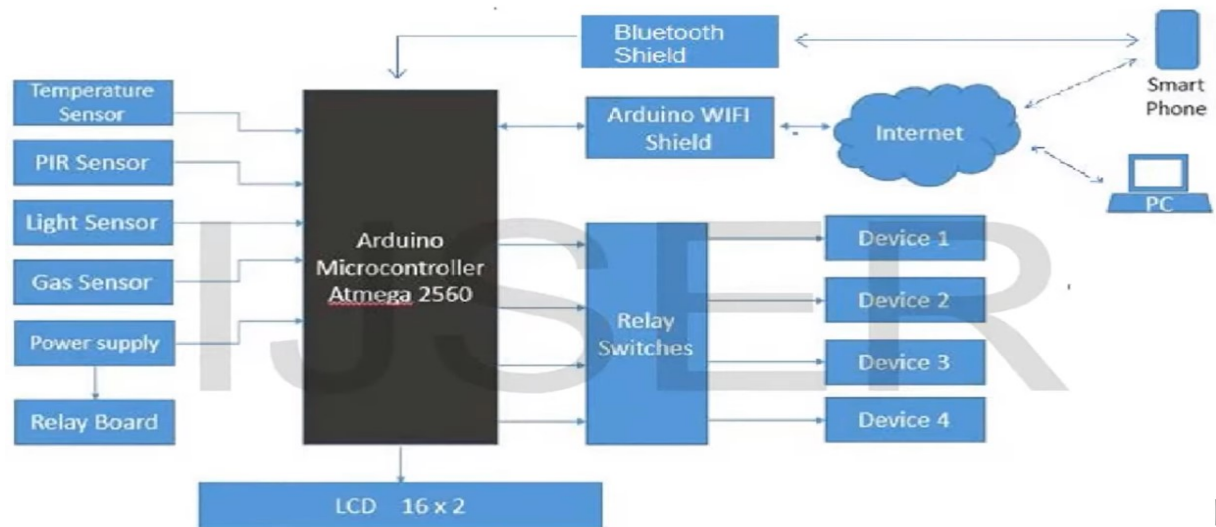 Bluetooth
Shield
Smart
Phone
Temperature
Sensor
Arduino WIFI
Shield
Internet
PIR Sensor
PC
Light Sensor
Arduino
Microcontroller
Atmega 2560
Device 1
Gas Sensor
Device 2
Power supply
Relay
Switches
Device 3
Relay Board
Device 4
LCD 16 x 2
IJSER